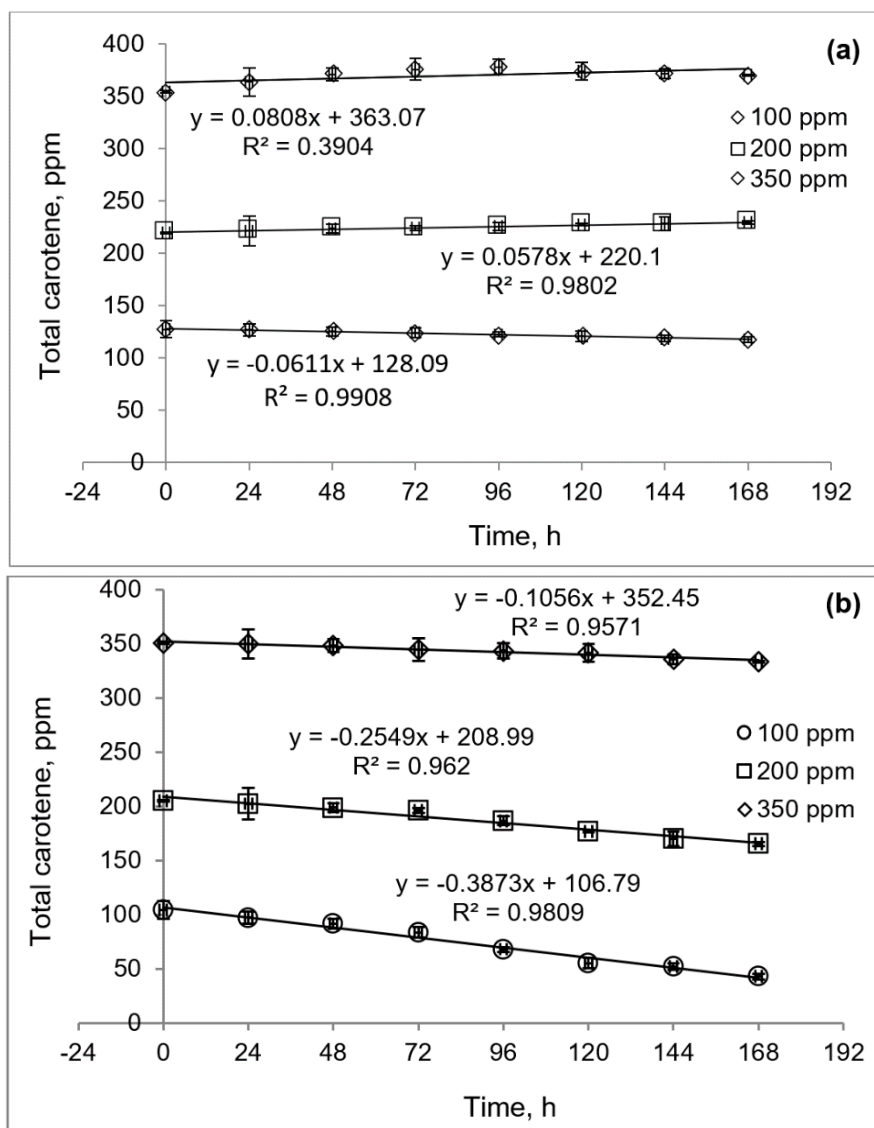 (a)
400
350
300
250
200
150
100
50
0
Total carotene, ppm
y = 0.0808x + 363.07
R² = 0.3904
100 ppm
200 ppm
350 ppm
y = 0.0578x + 220.1
R² = 0.9802
y = -0.0611x + 128.09
R² = 0.9908
-24 0 24 48 72 96 120 144 168 192
Time, h
(b)
400
350
300
250
200
150
100
50
0
Total carotene, ppm
y = -0.1056x + 352.45
R² = 0.9571
y = -0.2549x + 208.99
R² = 0.962
100 ppm
200 ppm
350 ppm
y = -0.3873x + 106.79
R² = 0.9809
-24 0 24 48 72 96 120 144 168 192
Time, h